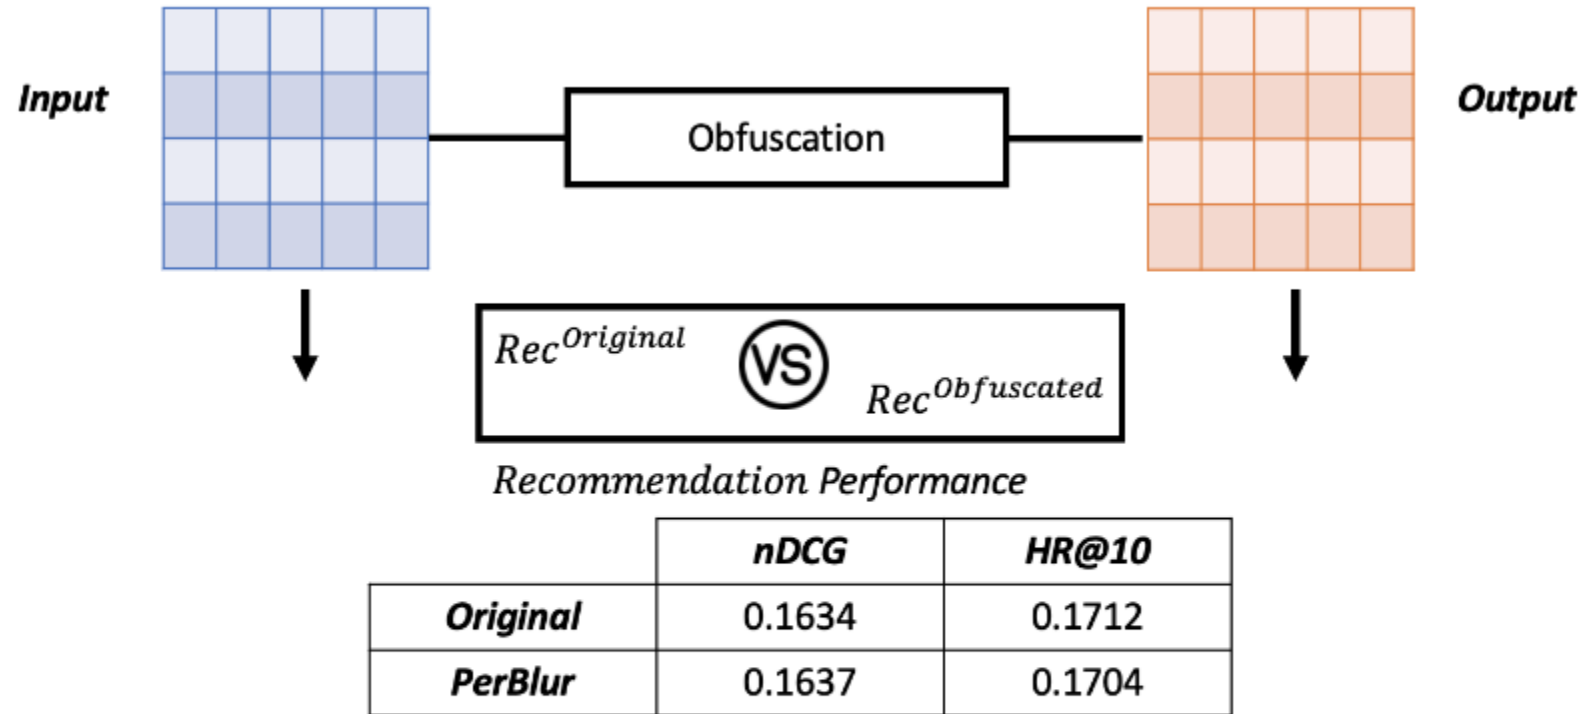 Input
Obfuscation
Output
Rec^Original
VS
Rec^Obfuscated
Recommendation Performance
nDCG HR@10
Original 0.1634 0.1712
PerBlur 0.1637 0.1704